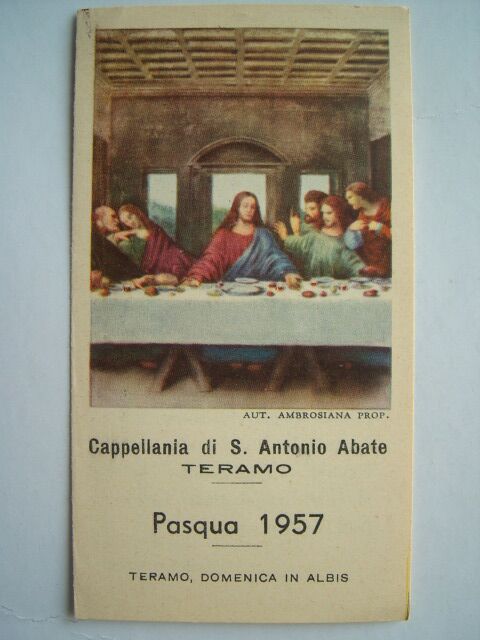 AUT. AMBROSIANA PROP.
Cappellania di S. Antonio Abate
TERAMO
Pasqua 1957
TERAMO, DOMENICA IN ALBIS